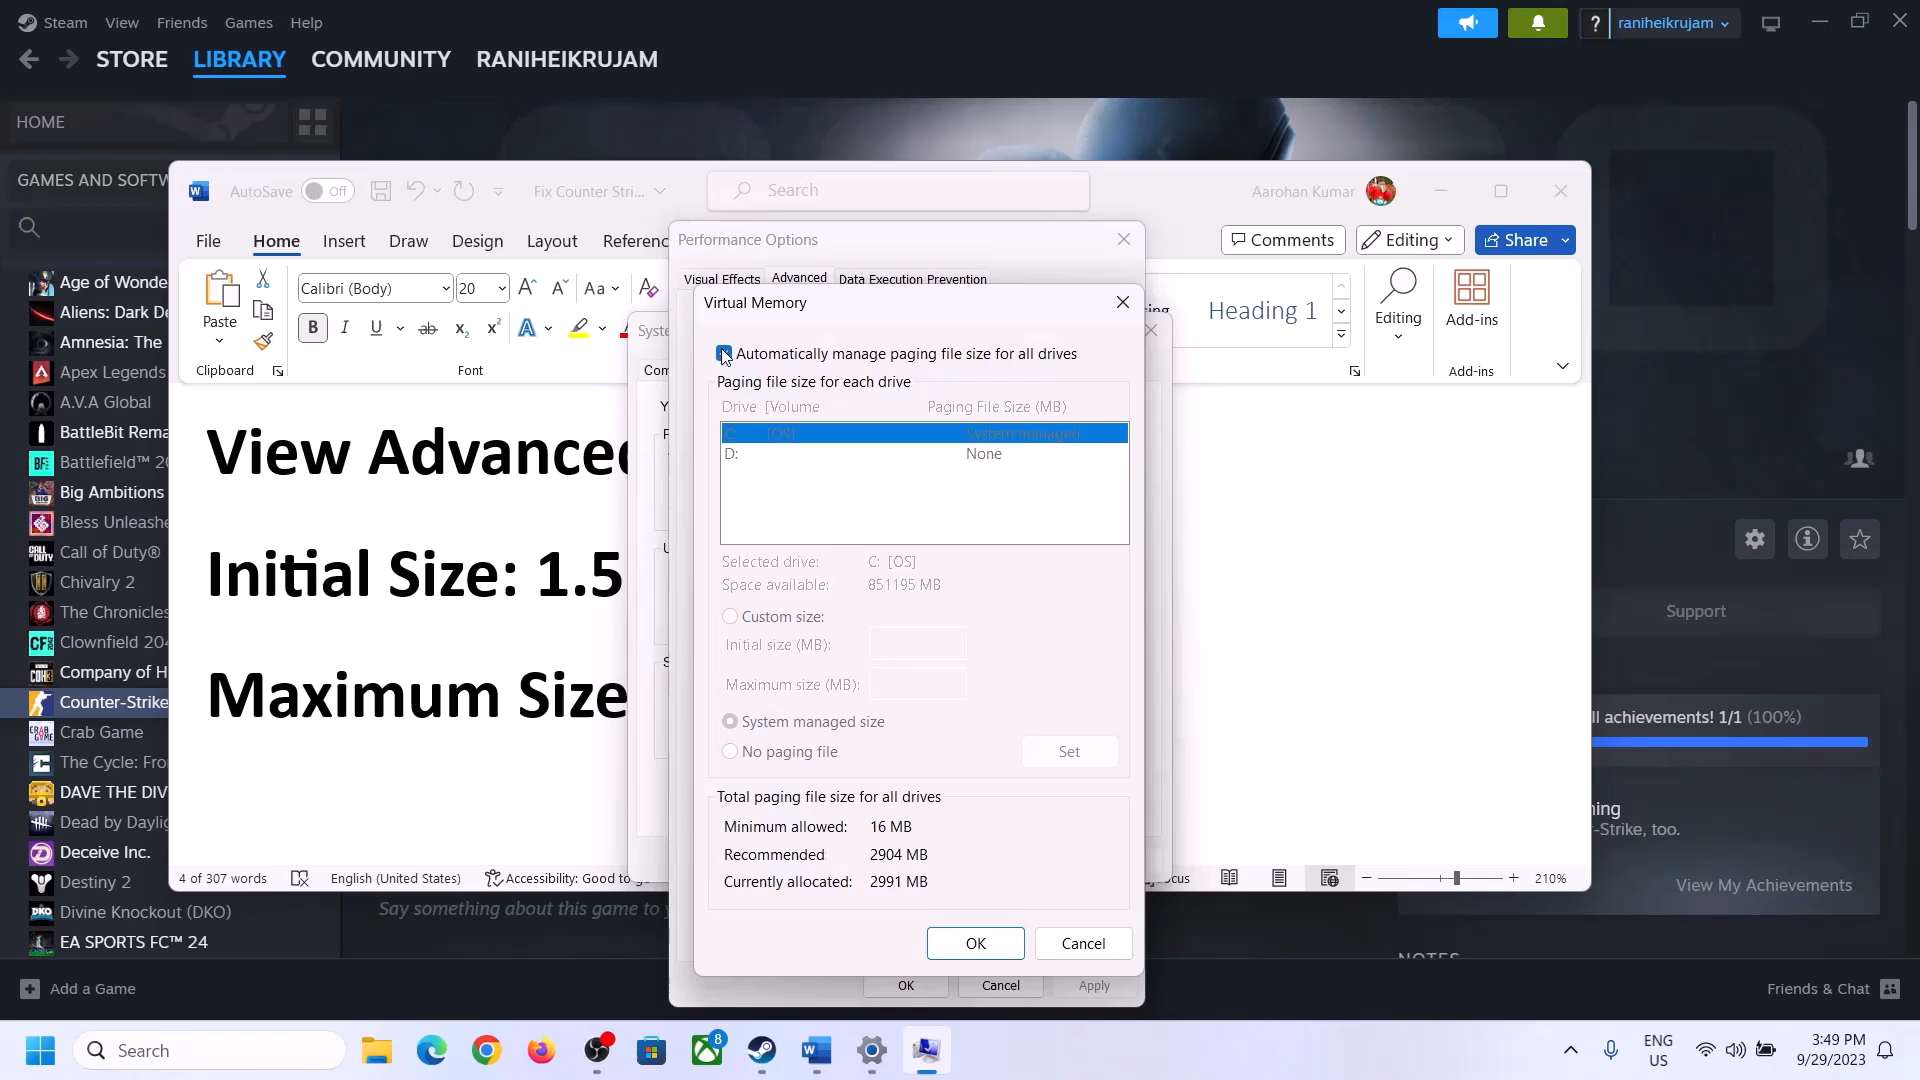 Steam View Friends Games Help
? raniheikrujam
STORE LIBRARY COMMUNITY RANIHEIKRUJAM
HOME
GAMES AND SOFTW
Age of Wonde
Aliens: Dark De
Amnesia: The
Apex Legends
A.V.A Global
BattleBit Rema
Battlefield™ 20
Big Ambitions
Bless Unleashe
Call of Duty®
Chivalry 2
The Chronicles
Clownfield 204
Company of H
Counter-Strike
Crab Game
The Cycle: Fro
DAVE THE DIV
Dead by Daylig
Deceive Inc.
Destiny 2
Divine Knockout (DKO)
EA SPORTS FC™ 24
Add a Game
AutoSave Off Fix Counter Stri... Search Aarohan Kumar
File Home Insert Draw Design Layout Referenc Comments Editing Share
Paste
Clipboard
Calibri (Body) 20
Font
Heading 1
Editing
Add-ins
Add-ins
View Advanced
Initial Size: 1.5
Maximum Size
4 of 307 words English (United States) Accessibility: Good to g
210%
Performance Options
Visual Effects Advanced Data Execution Prevention
Syste
Com
Virtual Memory
Automatically manage paging file size for all drives
Paging file size for each drive
Drive [Volume Paging File Size (MB)
C: [OS] System managed
D: None
Selected drive: C: [OS]
Space available: 851195 MB
Custom size:
Initial size (MB):
Maximum size (MB):
System managed size
No paging file Set
Total paging file size for all drives
Minimum allowed: 16 MB
Recommended 2904 MB
Currently allocated: 2991 MB
OK Cancel
OK Cancel Apply
Support
ll achievements! 1/1 (100%)
-Strike, too.
View My Achievements
Say something about this game to y
NOTES
Friends & Chat
Search
8
ENG
US
3:49 PM
9/29/2023